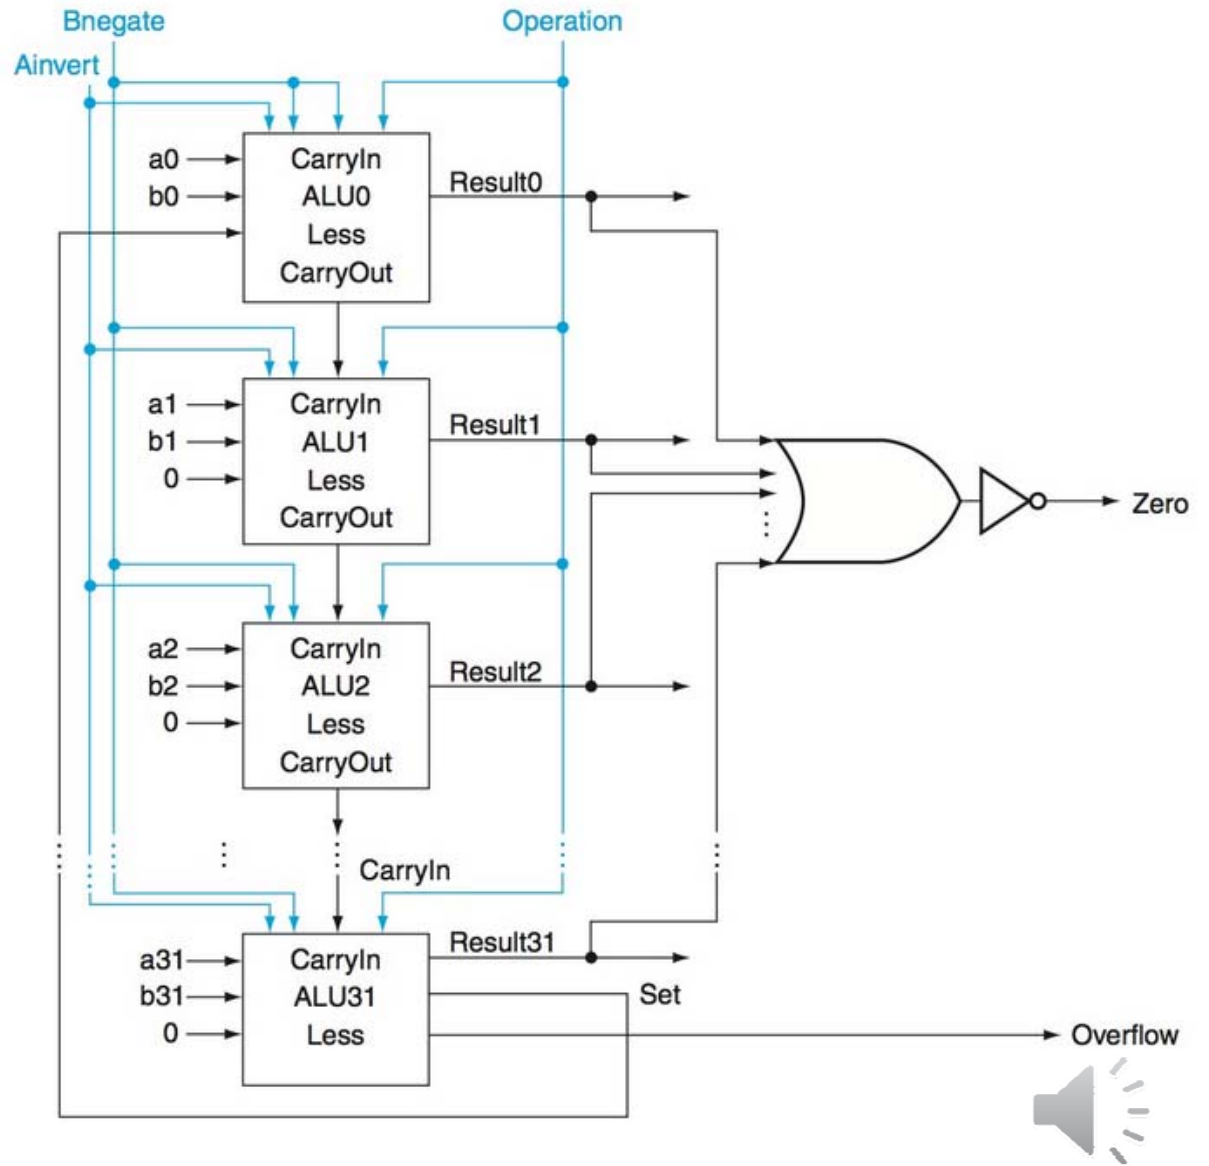 Bnegate
Operation
Ainvert
a0
CarryIn
b0
ALU0
Result0
Less
CarryOut
a1
CarryIn
Result1
b1
ALU1
0
Less
CarryOut
Zero
a2
CarryIn
b2
ALU2
Result2
0
Less
CarryOut
CarryIn
a31
CarryIn
Result31
b31
ALU31
Set
0
Less
Overflow